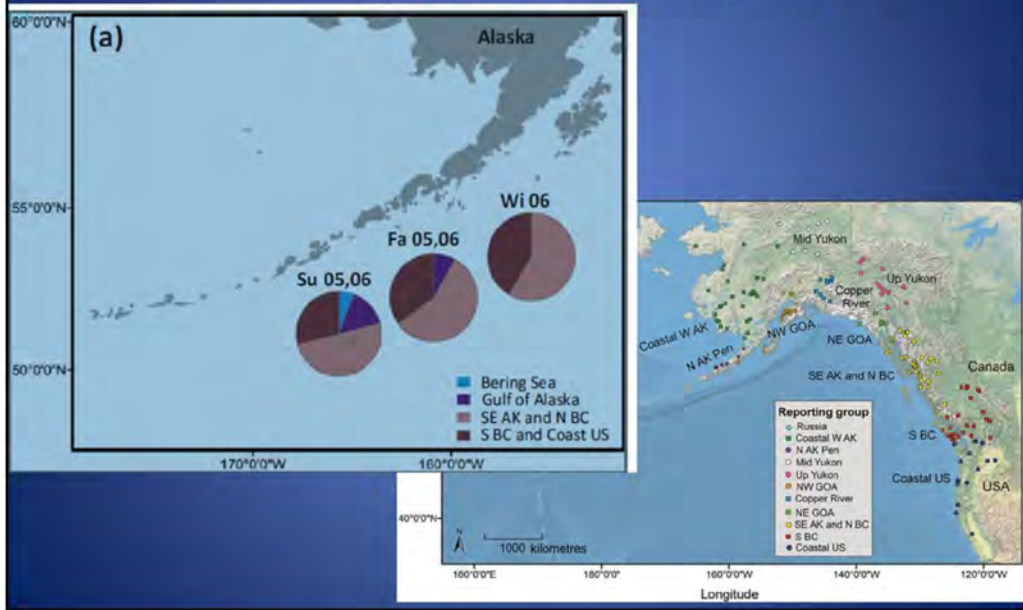 60°0'0"N
(a)
Alaska
55°0'0"N
Wi 06
Fa 05,06
Su 05,06
50°0'0"N
Bering Sea
Gulf of Alaska
SE AK and N BC
S BC and Coast US
170°0'0"W
160°0'0"W
Mid Yukon
Up Yukon
Copper
River
Coastal W AK
NW GOA
NE GOA
N AK Pen
SE AK and N BC
Canada
Reporting group
Russia
Coastal W AK
N AK Pen
Mid Yukon
Up Yukon
NW GOA
Copper River
NE GOA
SE AK and N BC
S BC
Coastal US
S BC
Coastal US
USA
40°0'0"N
N
1000 kilometres
160°0'0"E
180°0'0"
160°0'0"W
140°0'0"W
120°0'0"W
Longitude